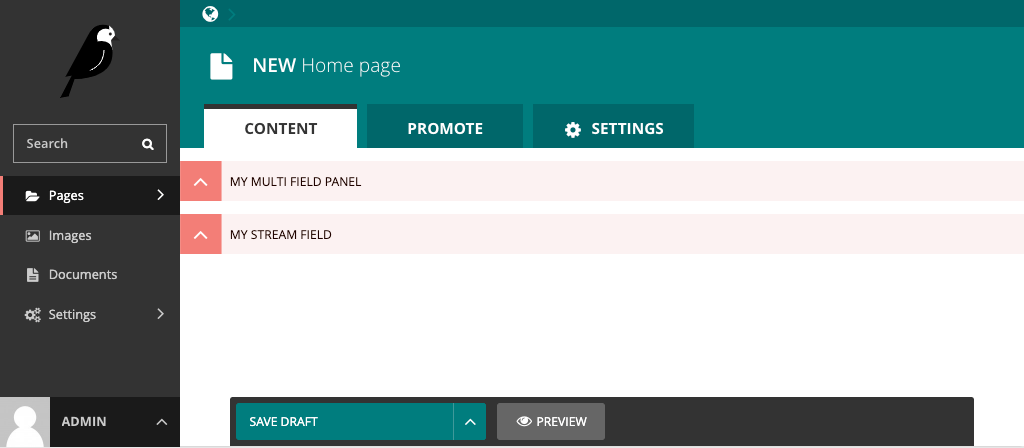 NEW Home page
Search
CONTENT
PROMOTE
SETTINGS
Pages
Images
Documents
Settings
MY MULTI FIELD PANEL
MY STREAM FIELD
ADMIN
SAVE DRAFT
PREVIEW